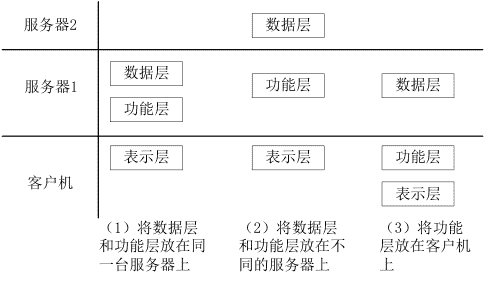 服务器2
数据层
服务器1
数据层
功能层
功能层
数据层
客户机
表示层
表示层
功能层
表示层
（1）将数据层
和功能层放在同
一台服务器上
（2）将数据层
和功能层放在不
同的服务器上
（3）将功能
层放在客户机
上